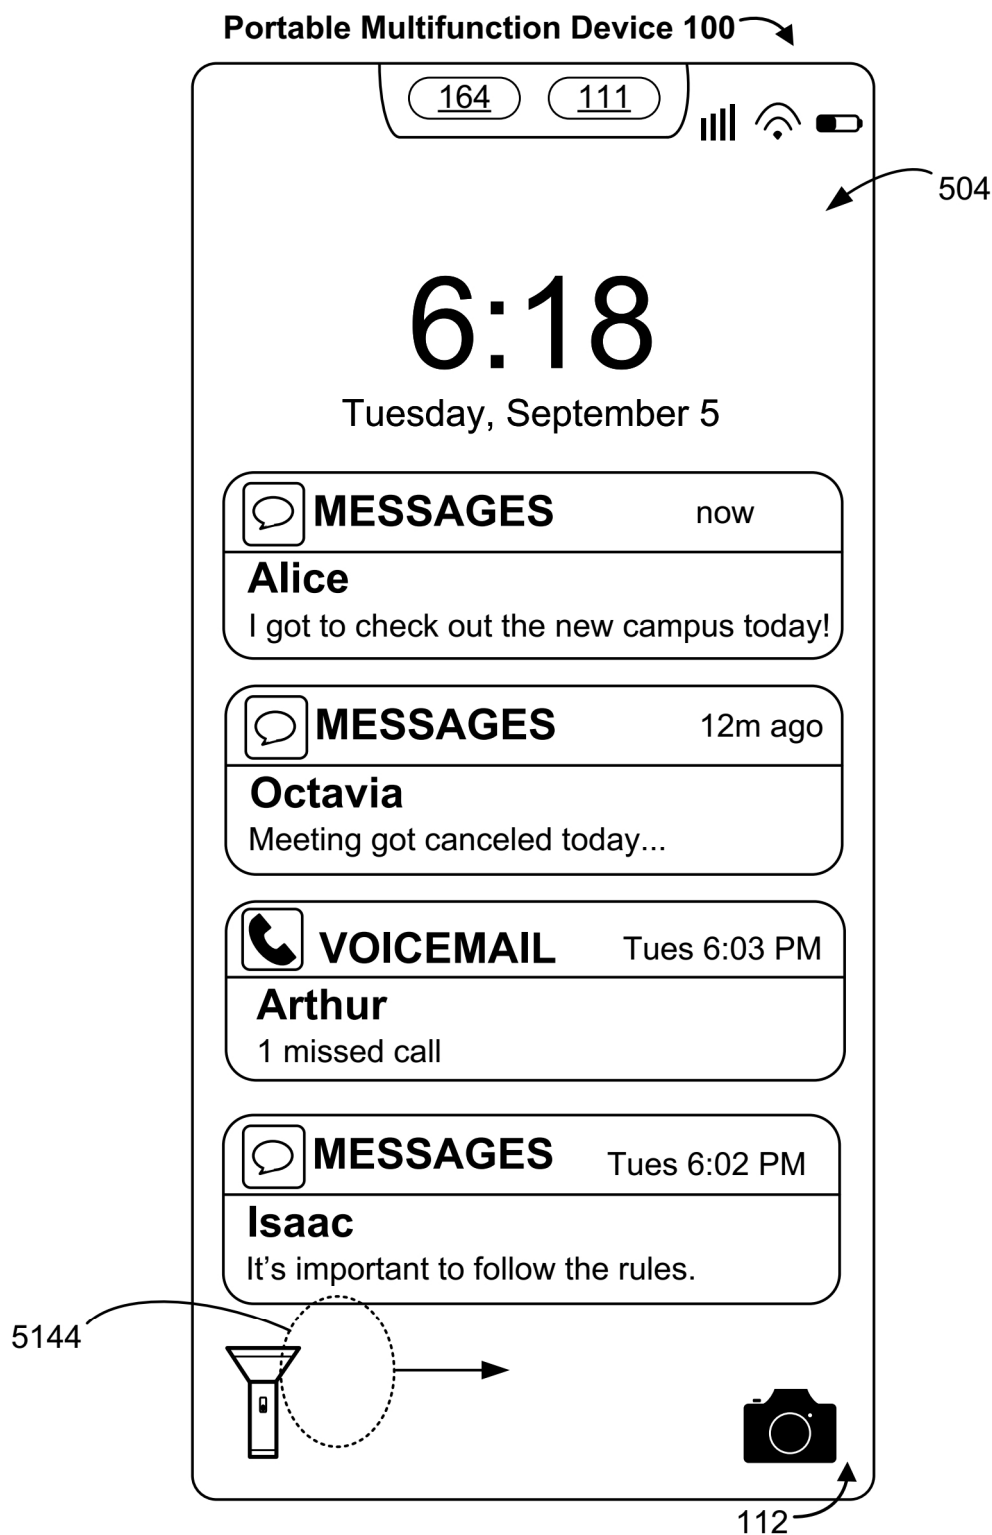 Portable Multifunction Device 100
164 111
504
6:18
Tuesday, September 5
MESSAGES now
Alice
I got to check out the new campus today!
MESSAGES 12m ago
Octavia
Meeting got canceled today...
VOICEMAIL Tues 6:03 PM
Arthur
1 missed call
MESSAGES Tues 6:02 PM
Isaac
It's important to follow the rules.
5144
112